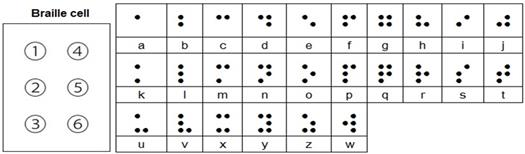 Braille cell
1 4
2 5
3 6
a b c d e f g h i j
k l m n o p q r s t
u v x y z w